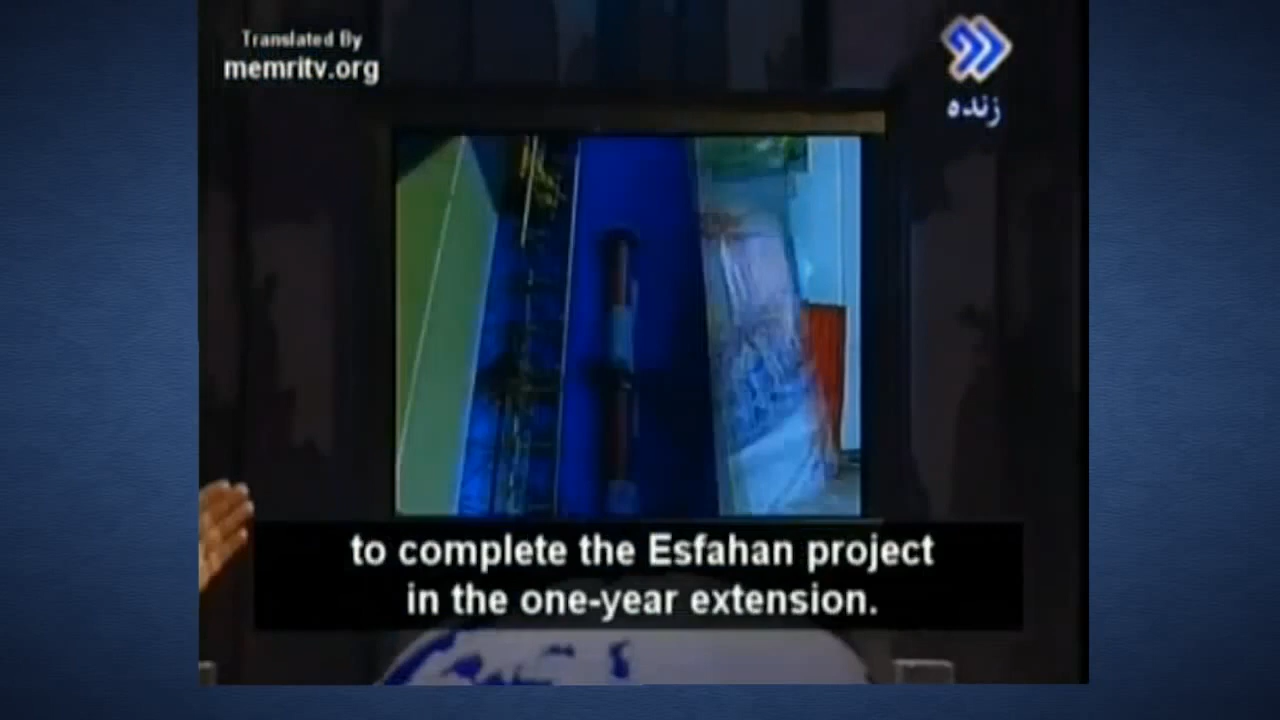 Translated By
memritv.org
زنده
to complete the Esfahan project
in the one-year extension.